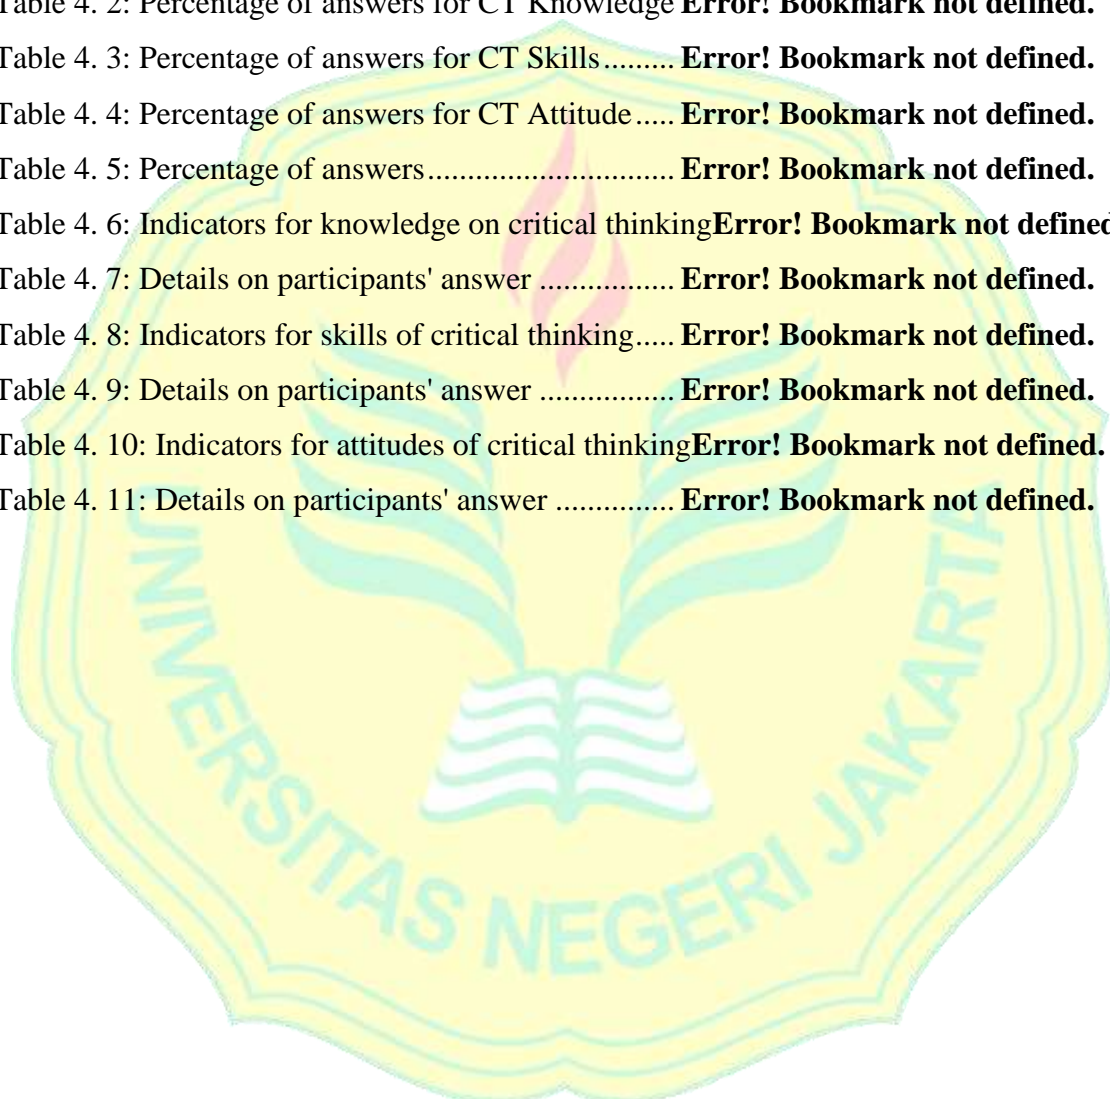 Table 4. 2: Percentage of answers for CT Knowledge Error! Bookmark not defined.
Table 4. 3: Percentage of answers for CT Skills......... Error! Bookmark not defined.
Table 4. 4: Percentage of answers for CT Attitude..... Error! Bookmark not defined.
Table 4. 5: Percentage of answers............................... Error! Bookmark not defined.
Table 4. 6: Indicators for knowledge on critical thinkingError! Bookmark not defined
Table 4. 7: Details on participants' answer ................. Error! Bookmark not defined.
Table 4. 8: Indicators for skills of critical thinking..... Error! Bookmark not defined.
Table 4. 9: Details on participants' answer ................. Error! Bookmark not defined.
Table 4. 10: Indicators for attitudes of critical thinkingError! Bookmark not defined.
Table 4. 11: Details on participants' answer ............... Error! Bookmark not defined.
UNIVERSITAS NEGERI JAKARTA